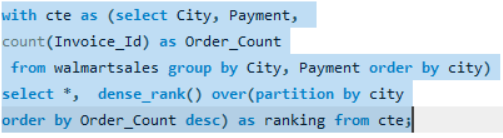 with cte as (select City, Payment,
count(Invoice_Id) as Order_Count
from walmartsales group by City, Payment order by city)
select *, dense_rank() over(partition by city
order by Order_Count desc) as ranking from cte;